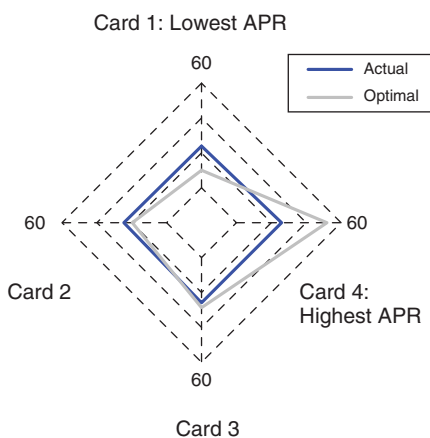 Card 1: Lowest APR
60
Actual
Optimal
60
60
Card 2
Card 4:
Highest APR
60
Card 3